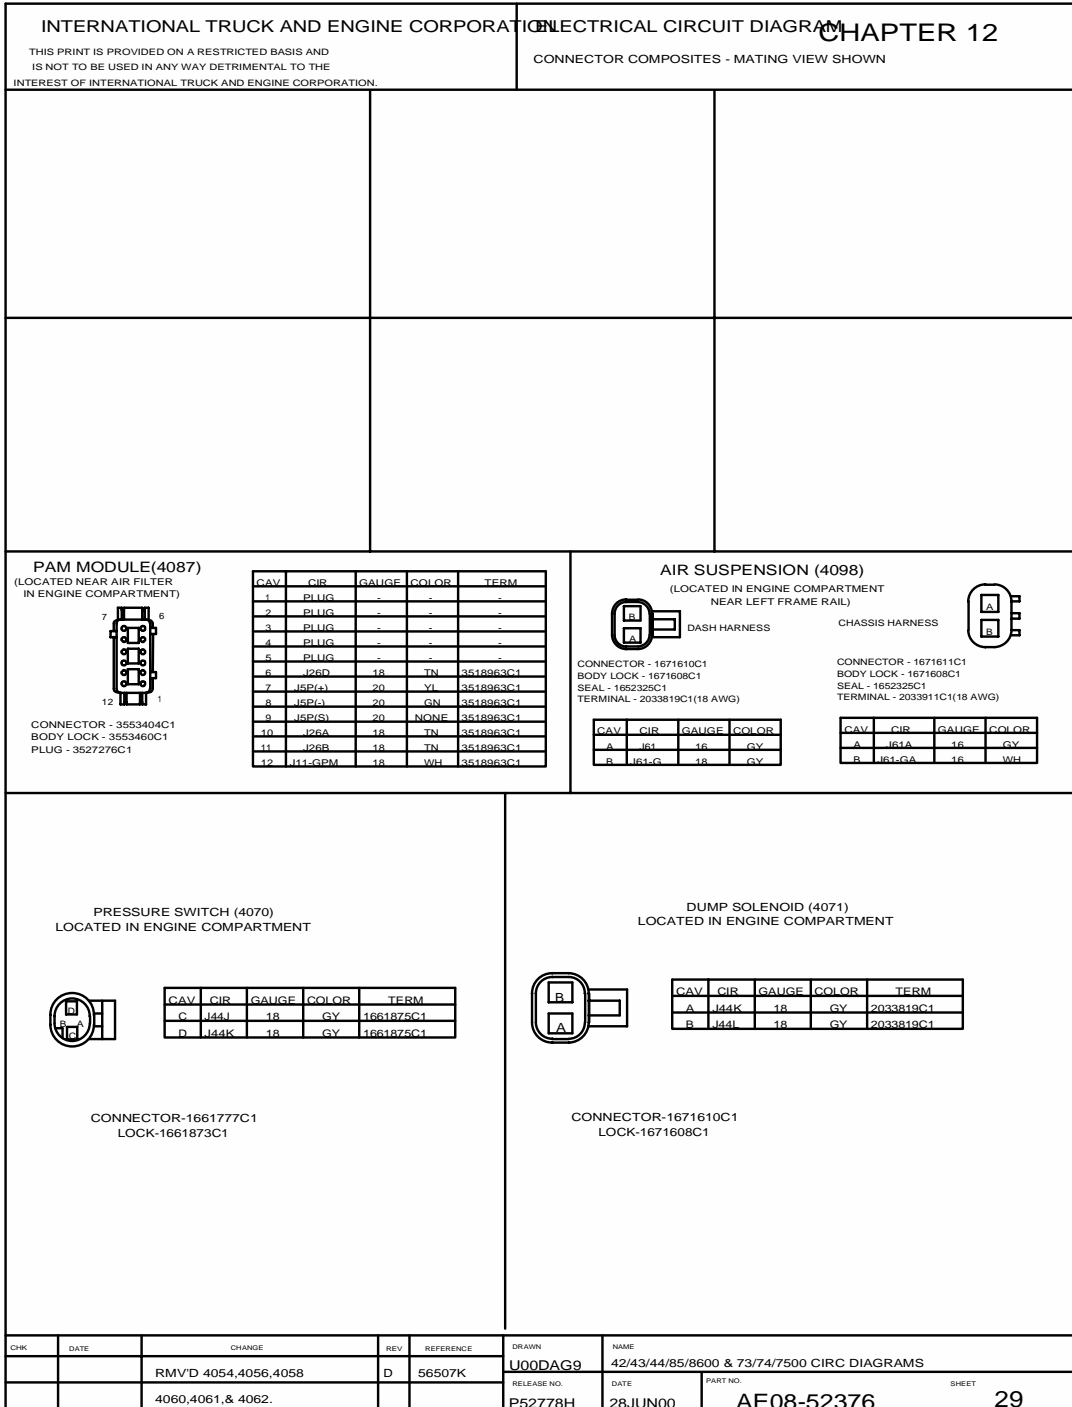 INTERNATIONAL TRUCK AND ENGINE CORPORATION
THIS PRINT IS PROVIDED ON A RESTRICTED BASIS AND
IS NOT TO BE USED IN ANY WAY DETRIMENTAL TO THE
INTEREST OF INTERNATIONAL TRUCK AND ENGINE CORPORATION.
ELECTRICAL CIRCUIT DIAGRAM
CHAPTER 12
CONNECTOR COMPOSITES - MATING VIEW SHOWN
PAM MODULE(4087)
(LOCATED NEAR AIR FILTER
IN ENGINE COMPARTMENT)
7 6
12 1
CONNECTOR - 3553404C1
BODY LOCK - 3553460C1
PLUG - 3527276C1
CAV CIR GAUGE COLOR TERM
1 PLUG - - -
2 PLUG - - -
3 PLUG - - -
4 PLUG - - -
5 PLUG - - -
6 J26D 18 TN 3518963C1
7 J5P(+) 20 YL 3518963C1
8 J5P(-) 20 GN 3518963C1
9 J5P(S) 20 NONE 3518963C1
10 J26A 18 TN 3518963C1
11 J26B 18 TN 3518963C1
12 J11-GPM 18 WH 3518963C1
AIR SUSPENSION (4098)
(LOCATED IN ENGINE COMPARTMENT
NEAR LEFT FRAME RAIL)
B
A
DASH HARNESS
CONNECTOR - 1671610C1
BODY LOCK - 1671608C1
SEAL - 1652325C1
TERMINAL - 2033819C1(18 AWG)
CAV CIR GAUGE COLOR
A J61 16 GY
B J61-G 18 GY
CHASSIS HARNESS
A
B
CONNECTOR - 1671611C1
BODY LOCK - 1671608C1
SEAL - 1652325C1
TERMINAL - 2033911C1(18 AWG)
CAV CIR GAUGE COLOR
A J61A 16 GY
B J61-GA 16 WH
PRESSURE SWITCH (4070)
LOCATED IN ENGINE COMPARTMENT
D
B A
C
CAV CIR GAUGE COLOR TERM
C J44J 18 GY 1661875C1
D J44K 18 GY 1661875C1
CONNECTOR-1661777C1
LOCK-1661873C1
DUMP SOLENOID (4071)
LOCATED IN ENGINE COMPARTMENT
B
A
CAV CIR GAUGE COLOR TERM
A J44K 18 GY 2033819C1
B J44L 18 GY 2033819C1
CONNECTOR-1671610C1
LOCK-1671608C1
CHK DATE CHANGE REV REFERENCE
RMV'D 4054,4056,4058 D 56507K
4060,4061,& 4062.
DRAWN
U00DAG9
NAME
42/43/44/85/8600 & 73/74/7500 CIRC DIAGRAMS
RELEASE NO.
P52778H
DATE
28JUN00
PART NO.
AE08-52376
SHEET
29